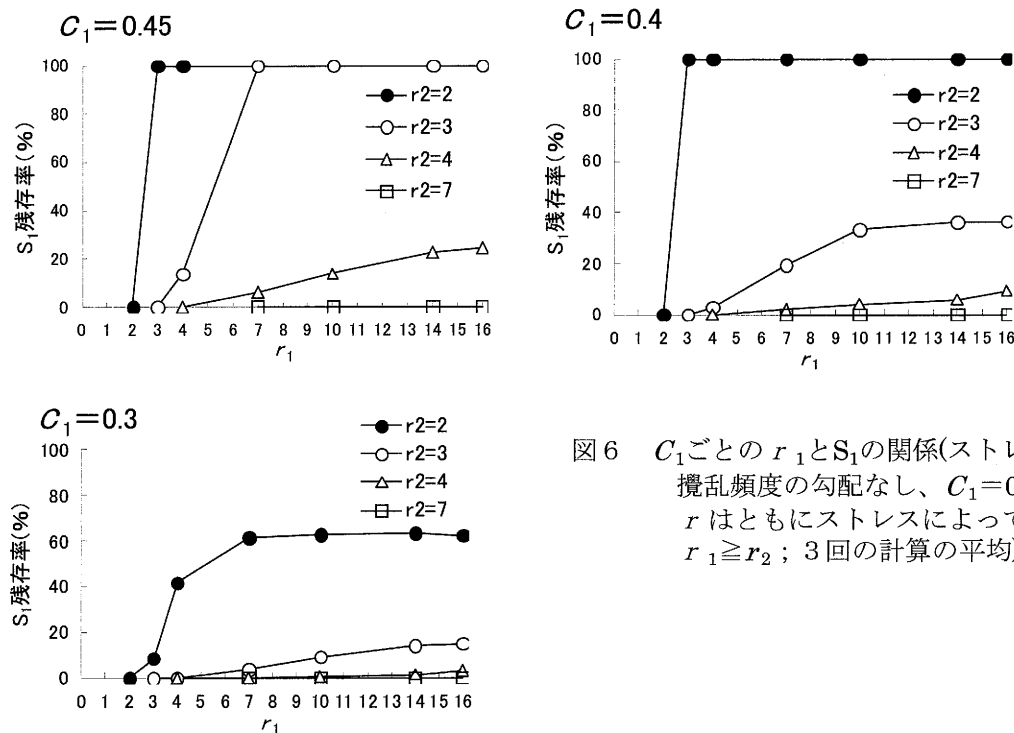 C₁=0.45
S₁残存率(%)
100
80
60
40
20
0
r2=2
r2=3
r2=4
r2=7
0 1 2 3 4 5 6 7 8 9 10 11 12 13 14 15 16
r₁
C₁=0.4
S₁残存率(%)
100
80
60
40
20
0
r2=2
r2=3
r2=4
r2=7
0 1 2 3 4 5 6 7 8 9 10 11 12 13 14 15 16
r₁
C₁=0.3
S₁残存率(%)
100
80
60
40
20
0
r2=2
r2=3
r2=4
r2=7
0 1 2 3 4 5 6 7 8 9 10 11 12 13 14 15 16
r₁
図6 C₁ごとの r₁とS₁の関係(ストレ
攪乱頻度の勾配なし、C₁=0
r はともにストレスによって
r₁≧r₂；3回の計算の平均)